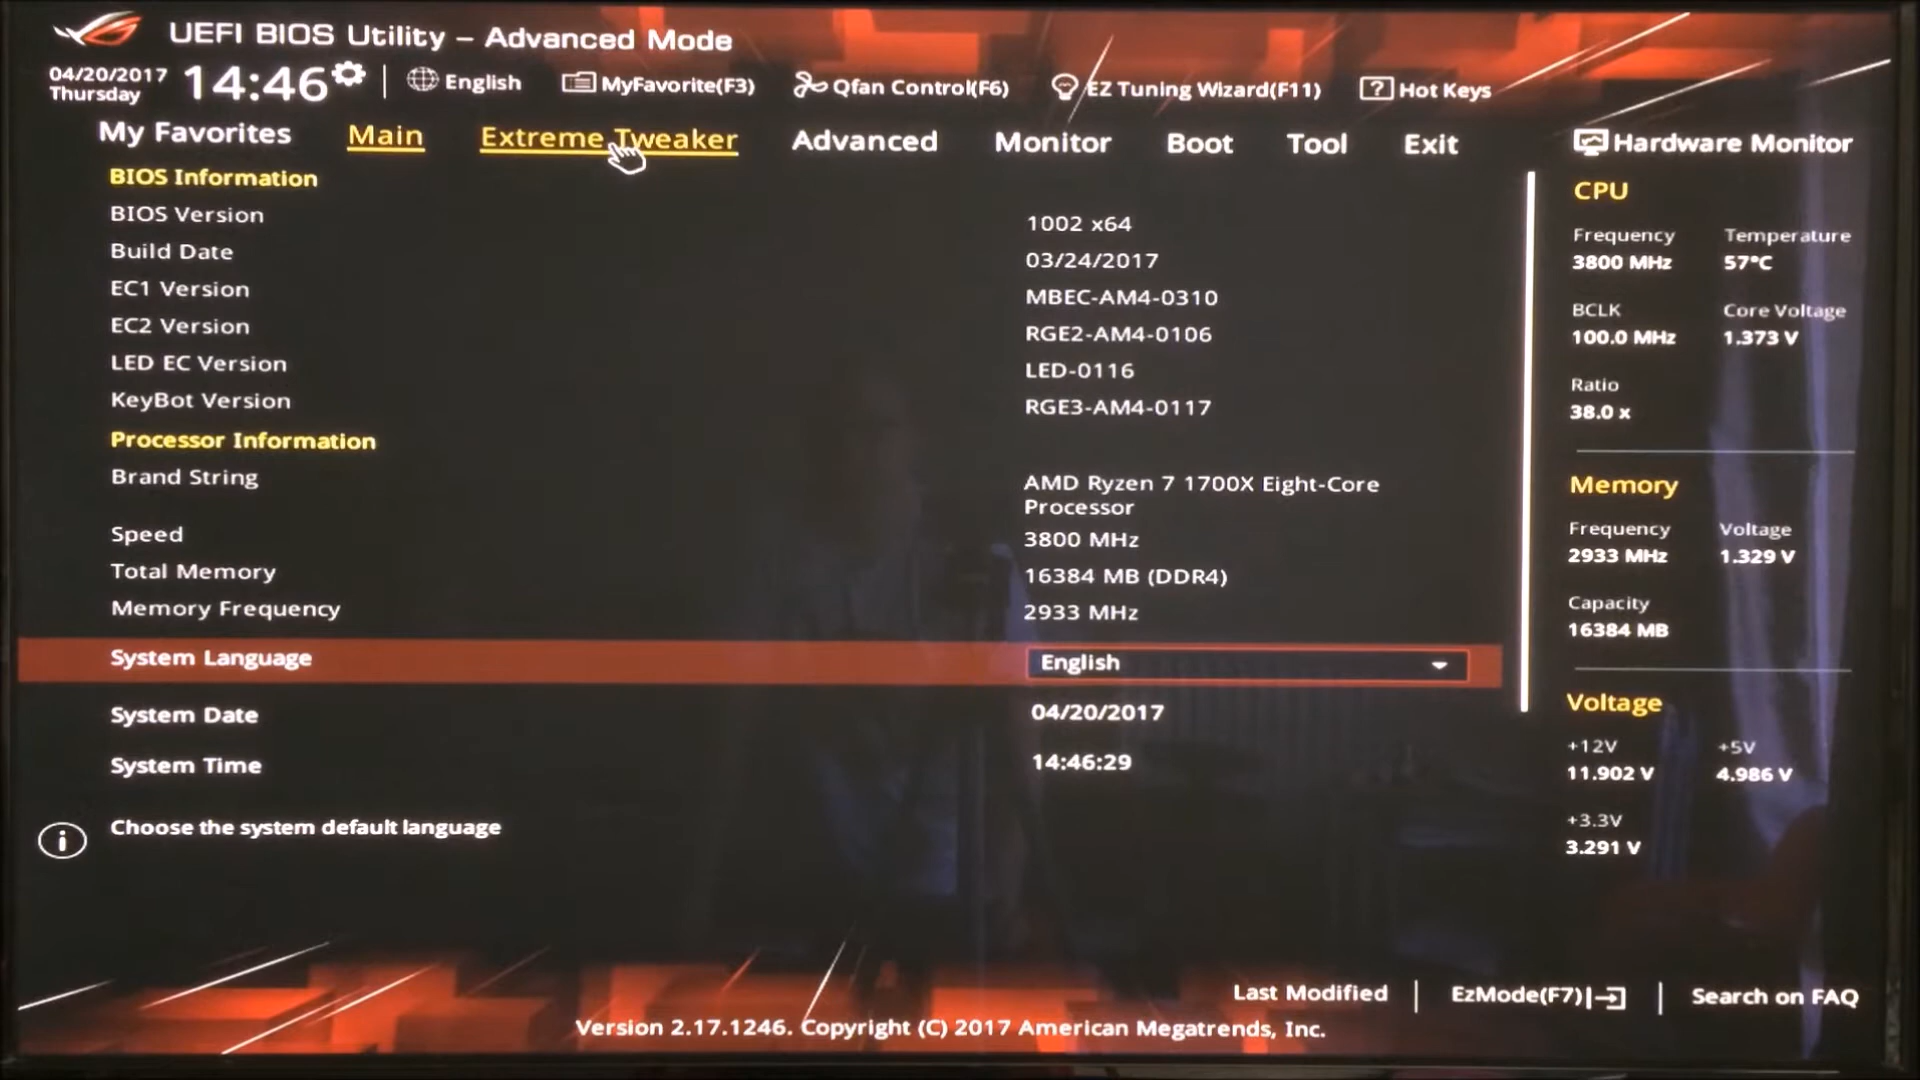 UEFI BIOS Utility – Advanced Mode
04/20/2017
Thursday
14:46
English
MyFavorite(F3)
Qfan Control(F6)
EZ Tuning Wizard(F11)
? Hot Keys
My Favorites
Main
Extreme Tweaker
Advanced
Monitor
Boot
Tool
Exit
BIOS Information
BIOS Version 1002 x64
Build Date 03/24/2017
EC1 Version MBEC-AM4-0310
EC2 Version RGE2-AM4-0106
LED EC Version LED-0116
KeyBot Version RGE3-AM4-0117
Processor Information
Brand String AMD Ryzen 7 1700X Eight-Core
Processor
Speed 3800 MHz
Total Memory 16384 MB (DDR4)
Memory Frequency 2933 MHz
System Language English
System Date 04/20/2017
System Time 14:46:29
i Choose the system default language
Hardware Monitor
CPU
Frequency Temperature
3800 MHz 57°C
BCLK Core Voltage
100.0 MHz 1.373 V
Ratio
38.0 x
Memory
Frequency Voltage
2933 MHz 1.329 V
Capacity
16384 MB
Voltage
+12V +5V
11.902 V 4.986 V
+3.3V
3.291 V
Last Modified
EzMode(F7)
Search on FAQ
Version 2.17.1246. Copyright (C) 2017 American Megatrends, Inc.